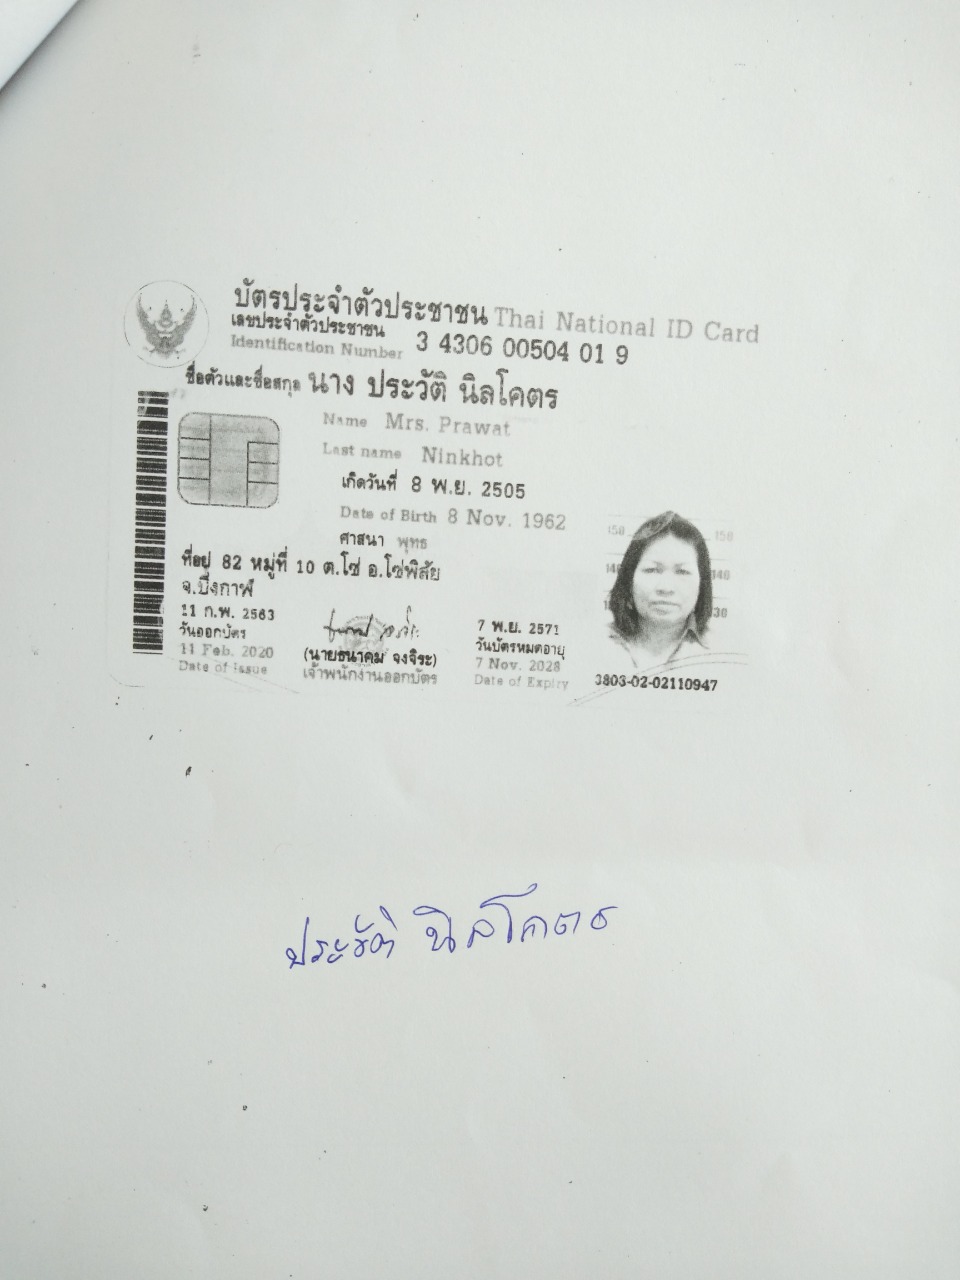 บัตรประจำตัวประชาชน Thai National ID Card
เลขประจำตัวประชาชน
Identification Number 3 4306 00504 01 9
ชื่อตัวและชื่อสกุล นาง ประวัติ นิลโคตร
Name Mrs. Prawat
Last name Ninkhot
เกิดวันที่ 8 พ.ย. 2505
Date of Birth 8 Nov. 1962
ศาสนา พุทธ
ที่อยู่ 82 หมู่ที่ 10 ต.โซ่ อ.โซ่พิสัย
จ.บึงกาฬ
11 ก.พ. 2563
วันออกบัตร
11 Feb. 2020
Date of Issue
(นายธนาคม จงจิระ)
เจ้าพนักงานออกบัตร
7 พ.ย. 2571
วันบัตรหมดอายุ
7 Nov. 2028
Date of Expiry
150 150
140 140
130
3803-02-02110947
ประวัติ นิลโคตร